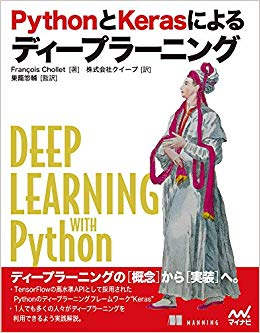 PythonとKerasによる
ディープラーニング
François Chollet [著] 株式会社クイープ [訳]
巣籠悠輔 [監訳]
DEEP
LEARNING
WITH
Python
ディープラーニングの[概念]から[実装]へ。
・TensorFlowの高水準APIとして採用された
Pythonのディープラーニングフレームワーク"Keras"
・1人でも多くの人々がディープラーニングを
利用できるよう実践解説。
MANNING
マイナビ